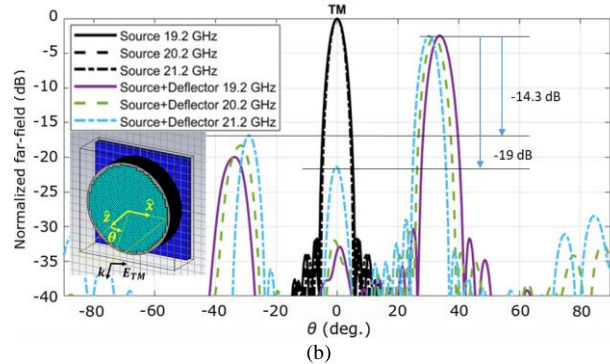 TM
0
-5
-10
-15
-20
-25
-30
-35
-40
Normalized far-field (dB)
Source 19.2 GHz
Source 20.2 GHz
Source 21.2 GHz
Source+Deflector 19.2 GHz
Source+Deflector 20.2 GHz
Source+Deflector 21.2 GHz
-14.3 dB
-19 dB
ẑ
x̂
θ
k
E_TM
-80
-60
-40
-20
0
20
40
60
80
θ (deg.)
(b)